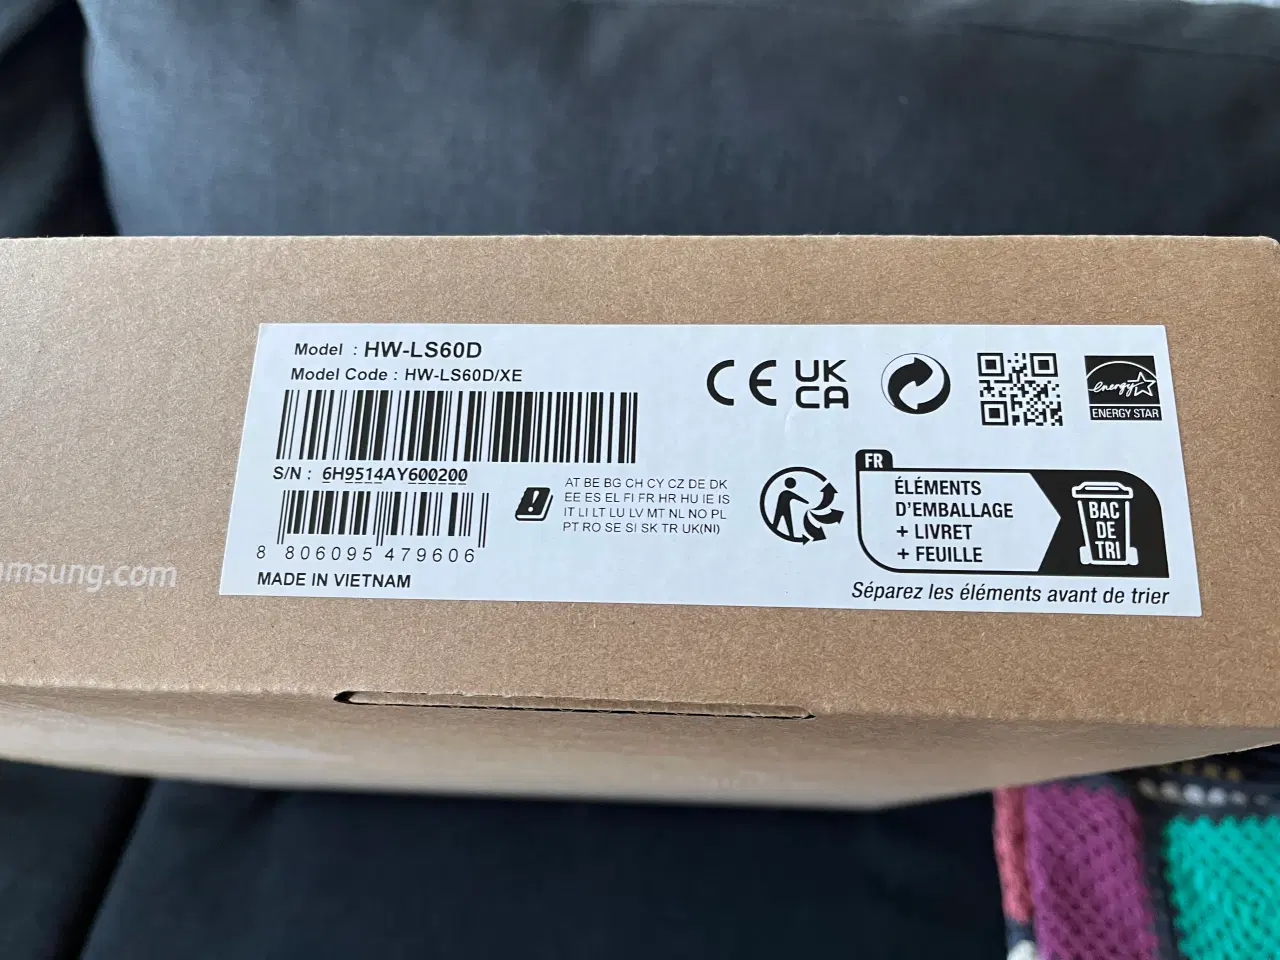 Model : HW-LS60D
Model Code : HW-LS60D/XE
S/N : 6H9514AY600200
8 806095 479606
MADE IN VIETNAM
AT BE BG CH CY CZ DE DK
EE ES EL FI FR HR HU IE IS
IT LI LT LU LV MT NL NO PL
PT RO SE SI SK TR UK(NI)
CE
UK
CA
energy
ENERGY STAR
FR
ÉLÉMENTS
D'EMBALLAGE
+ LIVRET
+ FEUILLE
BAC
DE
TRI
Séparez les éléments avant de trier
amsung.com